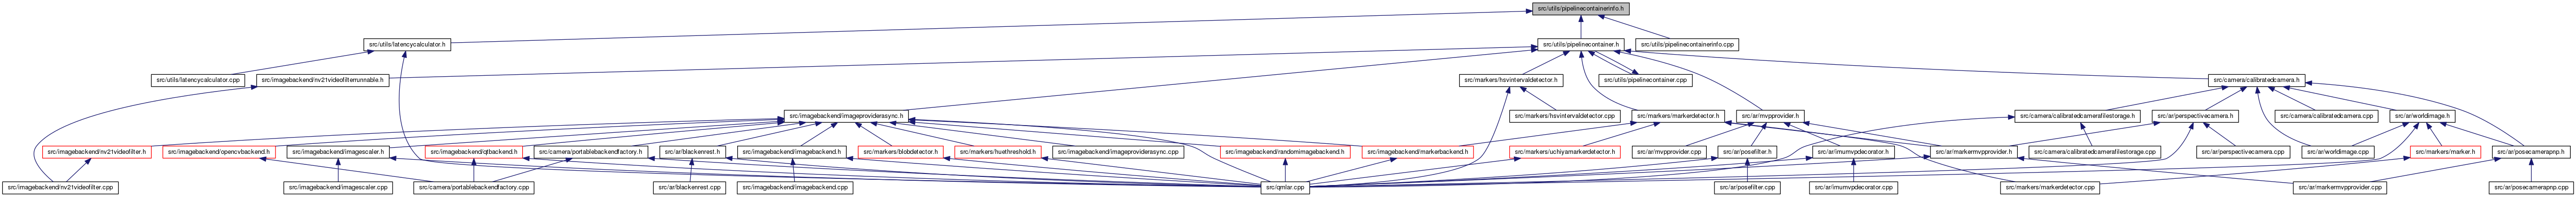 src/utils/pipelinecontainerinfo.h
src/utils/latencycalculator.h
src/utils/pipelinecontainer.h
src/utils/pipelinecontainerinfo.cpp
src/utils/latencycalculator.cpp
src/imagebackend/nv21videofilterrunnable.h
src/markers/hsvintervaldetector.h
src/utils/pipelinecontainer.cpp
src/camera/calibratedcamera.h
src/imagebackend/imageproviderasync.h
src/markers/hsvintervaldetector.cpp
src/markers/markerdetector.h
src/ar/mvpprovider.h
src/camera/calibratedcamerafilestorage.h
src/ar/perspectivecamera.h
src/camera/calibratedcamera.cpp
src/ar/worldimage.h
src/imagebackend/nv21videofilter.h
src/imagebackend/opencvbackend.h
src/imagebackend/imagescaler.h
src/imagebackend/qtbackend.h
src/camera/portablebackendfactory.h
src/ar/blackenrest.h
src/imagebackend/imagebackend.h
src/markers/blobdetector.h
src/markers/huethreshold.h
src/imagebackend/imageproviderasync.cpp
src/imagebackend/randomimagebackend.h
src/imagebackend/markerbackend.h
src/markers/uchiyamarkerdetector.h
src/ar/mvpprovider.cpp
src/ar/posefilter.h
src/ar/imumvpdecorator.h
src/ar/markermvpprovider.h
src/camera/calibratedcamerafilestorage.cpp
src/ar/perspectivecamera.cpp
src/ar/worldimage.cpp
src/markers/marker.h
src/ar/posecamerapnp.h
src/imagebackend/nv21videofilter.cpp
src/imagebackend/imagescaler.cpp
src/camera/portablebackendfactory.cpp
src/ar/blackenrest.cpp
src/imagebackend/imagebackend.cpp
src/qmlar.cpp
src/ar/posefilter.cpp
src/ar/imumvpdecorator.cpp
src/markers/markerdetector.cpp
src/ar/markermvpprovider.cpp
src/ar/posecamerapnp.cpp